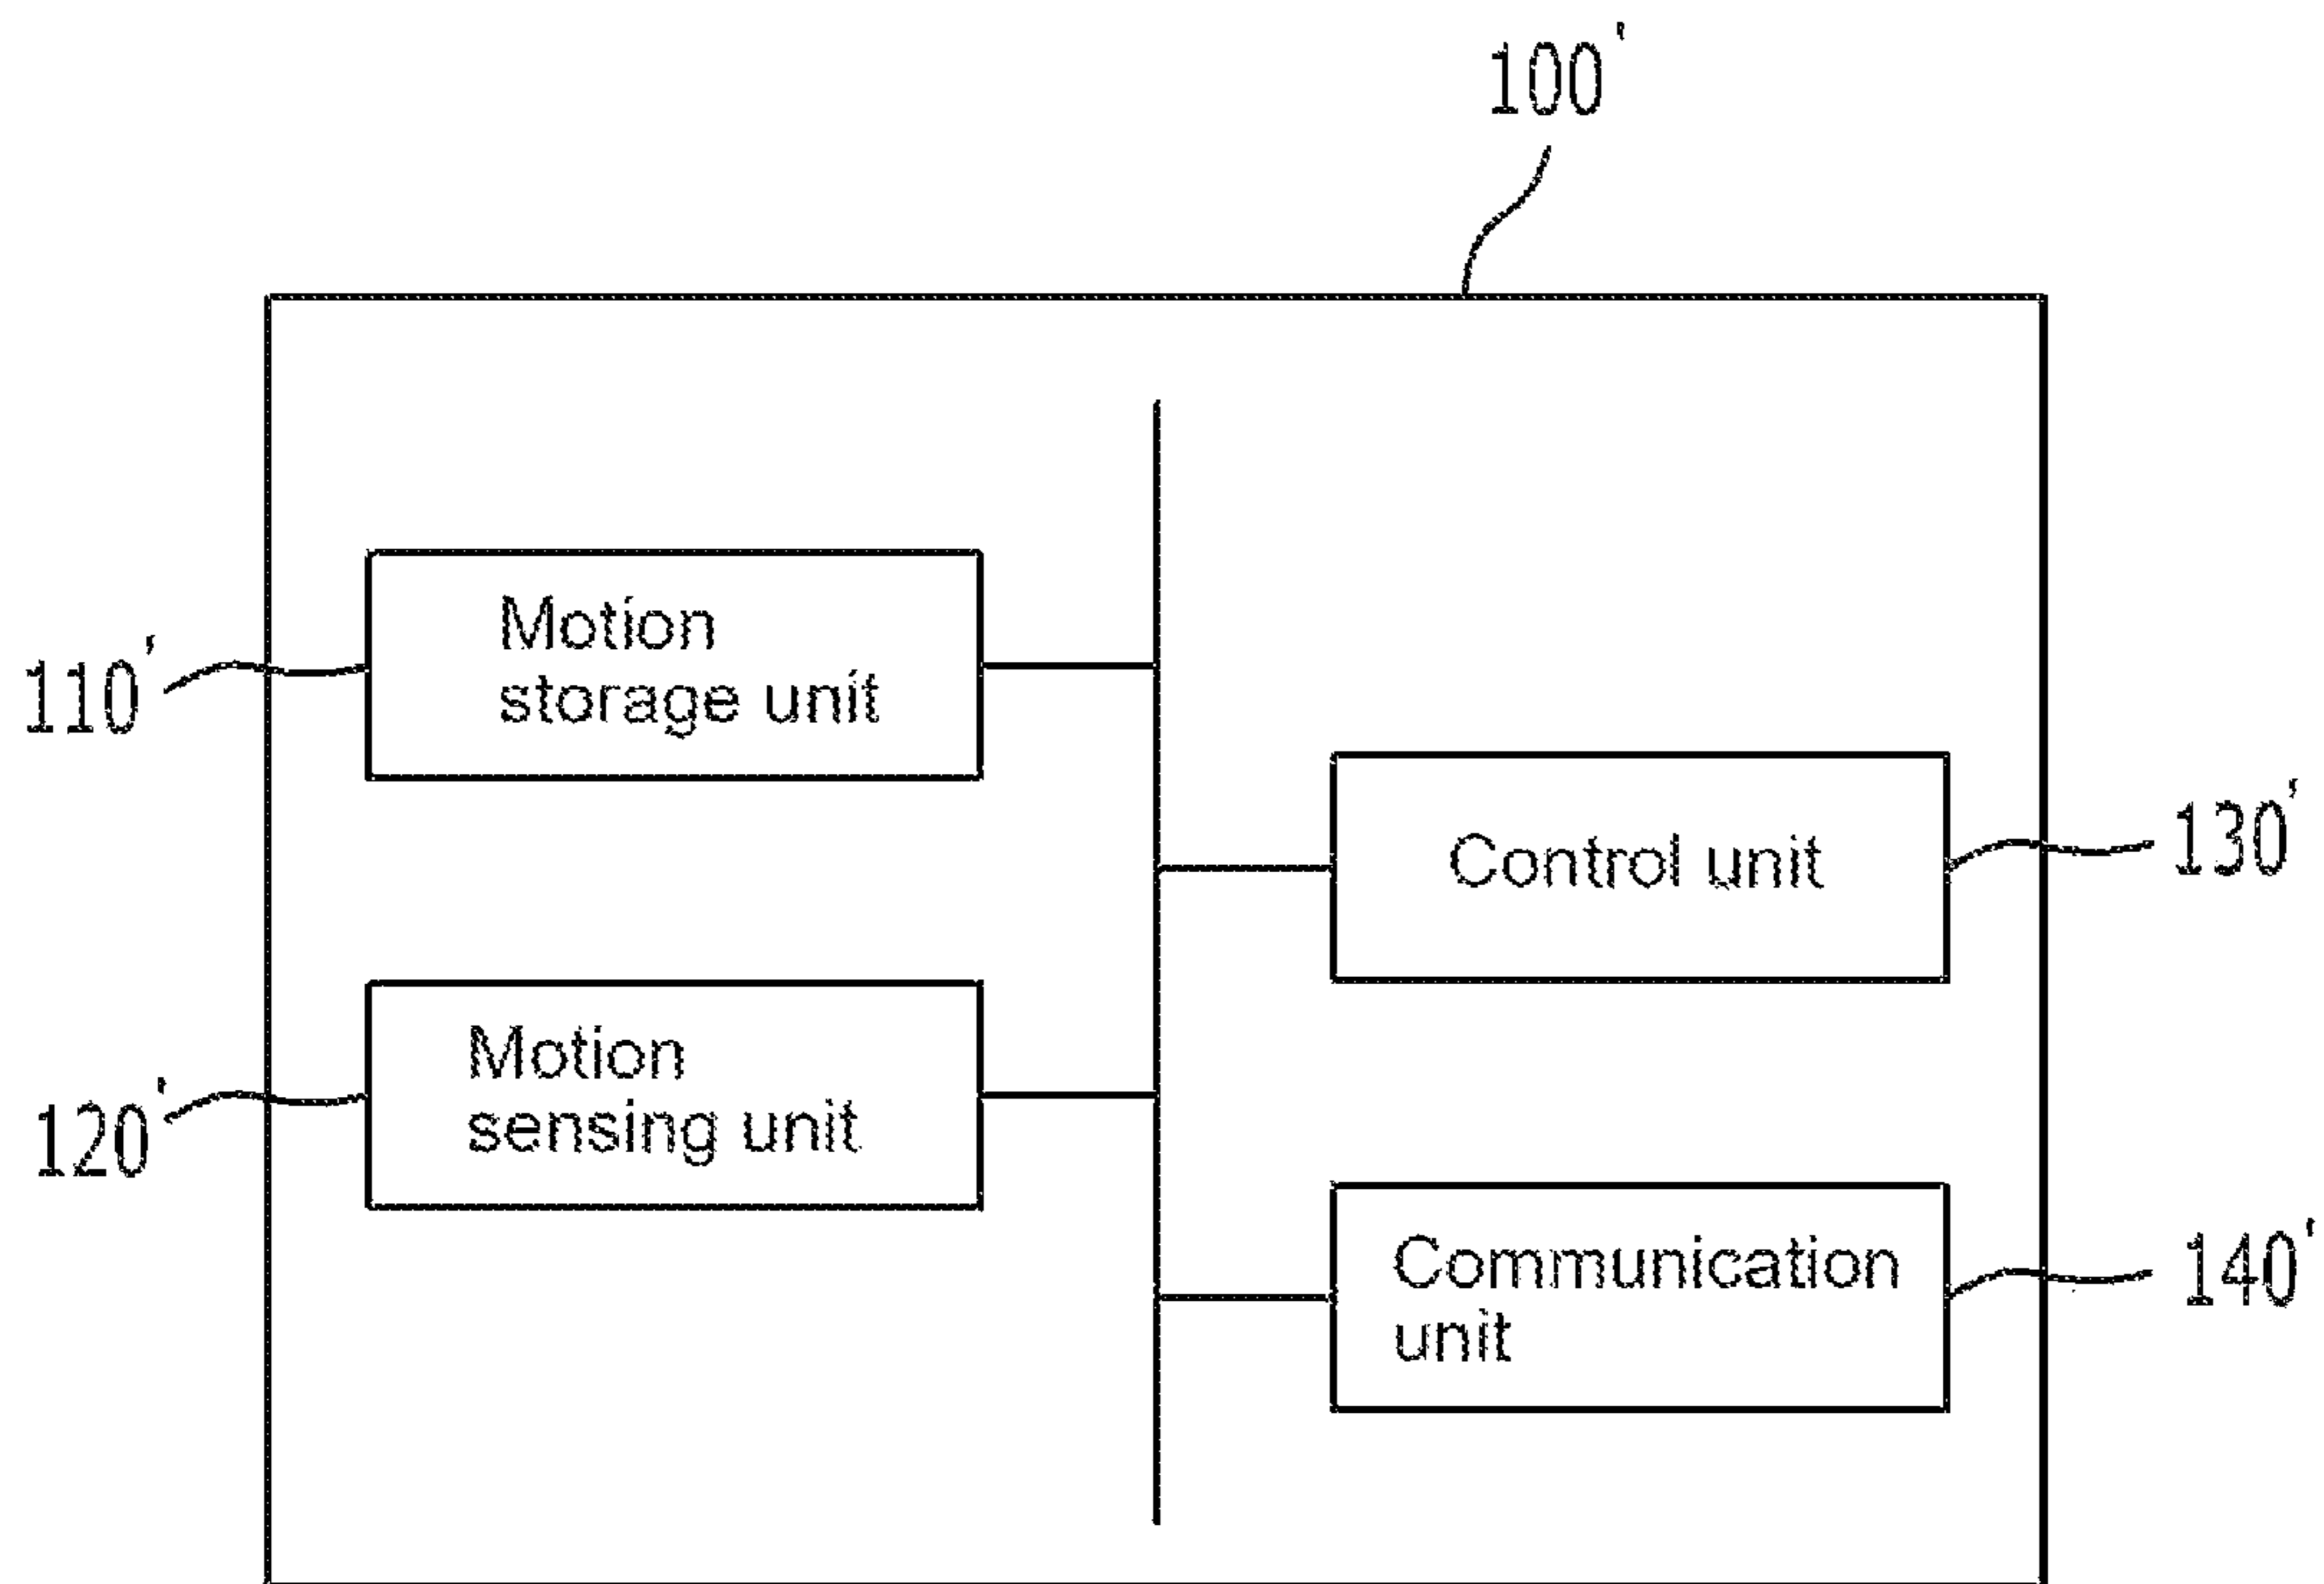 100'
Motion
storage unit
110'
Control unit
130'
Motion
sensing unit
120'
Communication
unit
140'